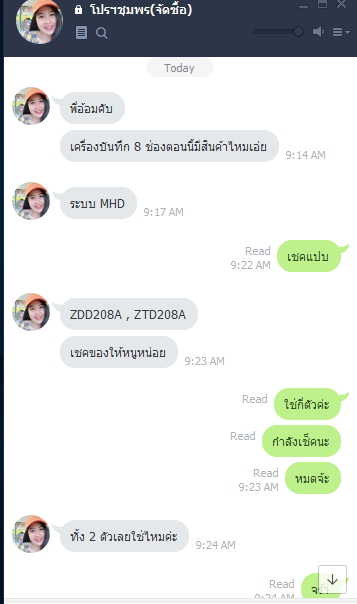 โปรฯชุมพร(จัดซื้อ)
Today
พี่อ้อมคับ
เครื่องบันทึก 8 ช่องตอนนี้มีสินค้าไหมเอ่ย
9:14 AM
ระบบ MHD
9:17 AM
Read
9:22 AM
เชคแปบ
ZDD208A , ZTD208A
เชคของให้หนูหน่อย
9:23 AM
Read
ใช่กี่ตัวค่ะ
Read
กำลังเช็คนะ
Read
9:23 AM
หมดจ้ะ
ทั้ง 2 ตัวเลยใช่ไหมค่ะ
9:24 AM
Read
9:24 AM